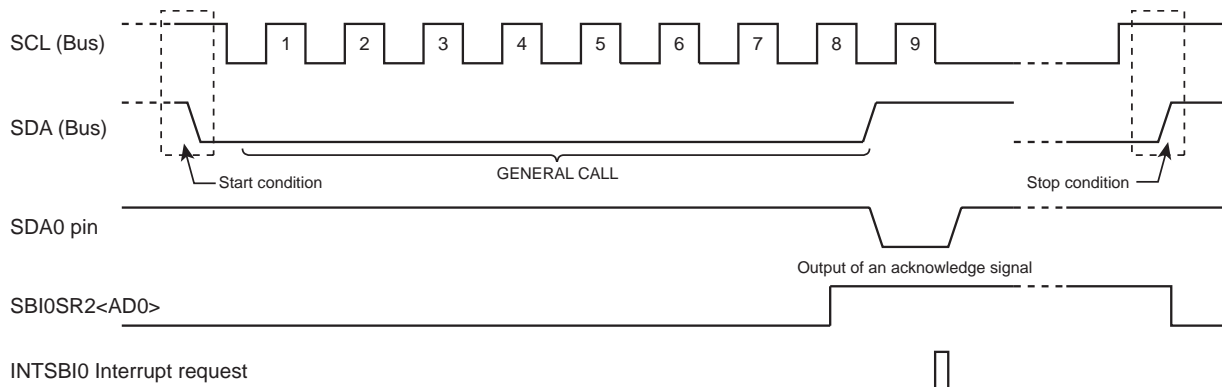 SCL (Bus)
1 2 3 4 5 6 7 8 9
SDA (Bus)
GENERAL CALL
Start condition
Stop condition
SDA0 pin
Output of an acknowledge signal
SBI0SR2<AD0>
INTSBI0 Interrupt request